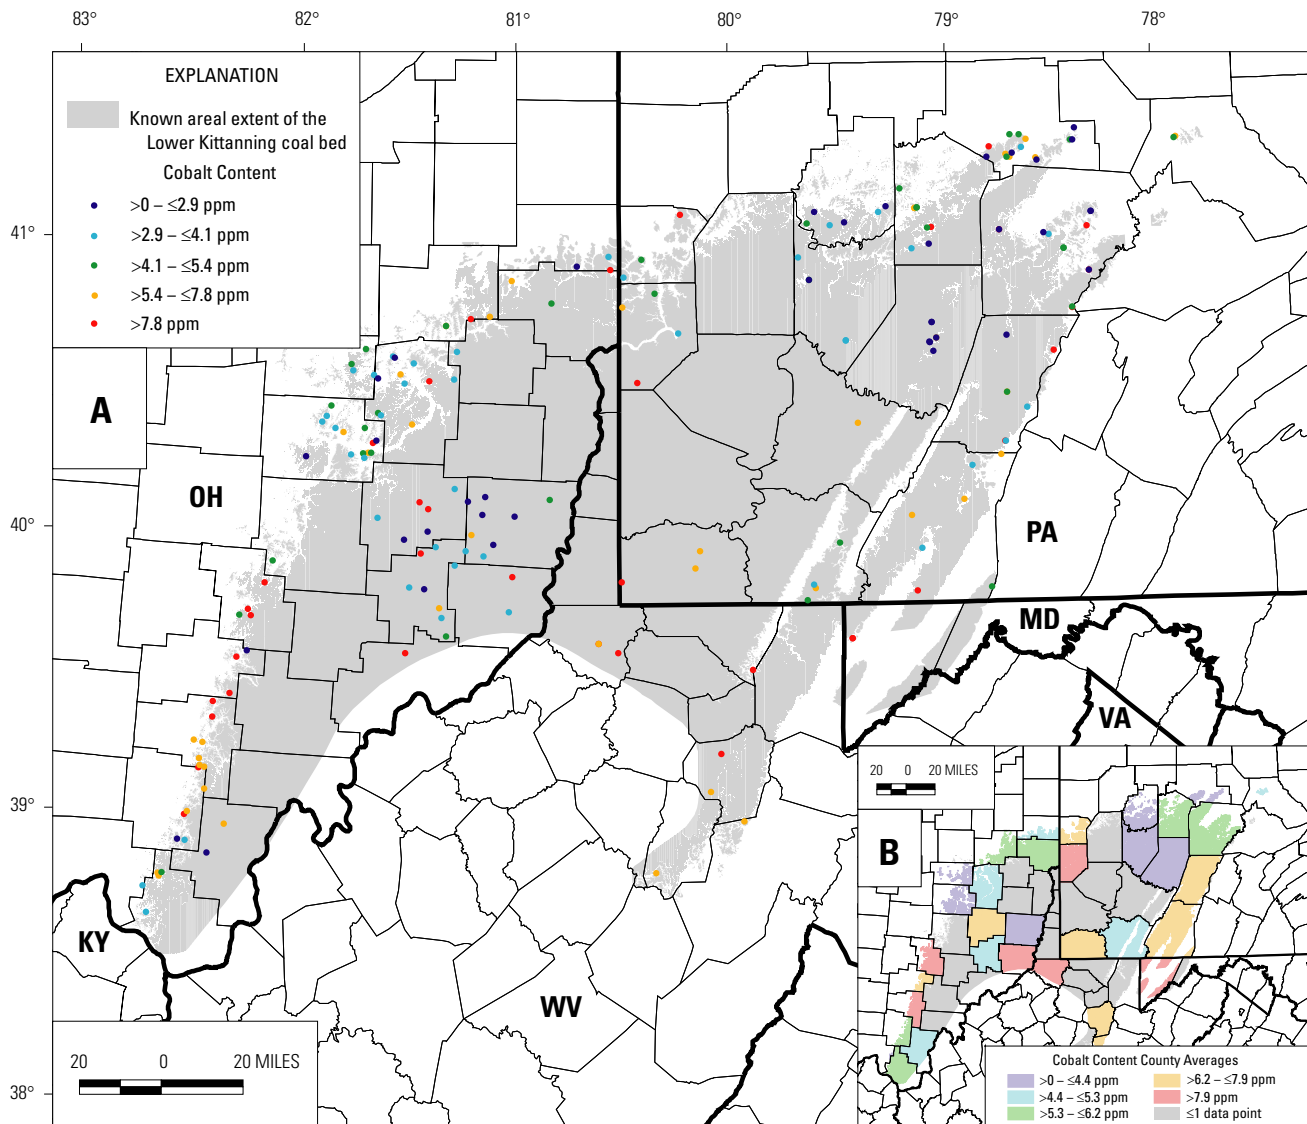 83°
82°
81°
80°
79°
78°
EXPLANATION
Known areal extent of the
Lower Kittanning coal bed
Cobalt Content
>0 – ≤2.9 ppm
>2.9 – ≤4.1 ppm
>4.1 – ≤5.4 ppm
>5.4 – ≤7.8 ppm
>7.8 ppm
41°
A
OH
40°
PA
MD
VA
39°
KY
WV
38°
20 0 20 MILES
20 0 20 MILES
B
Cobalt Content County Averages
>0 – ≤4.4 ppm
>4.4 – ≤5.3 ppm
>5.3 – ≤6.2 ppm
>6.2 – ≤7.9 ppm
>7.9 ppm
≤1 data point